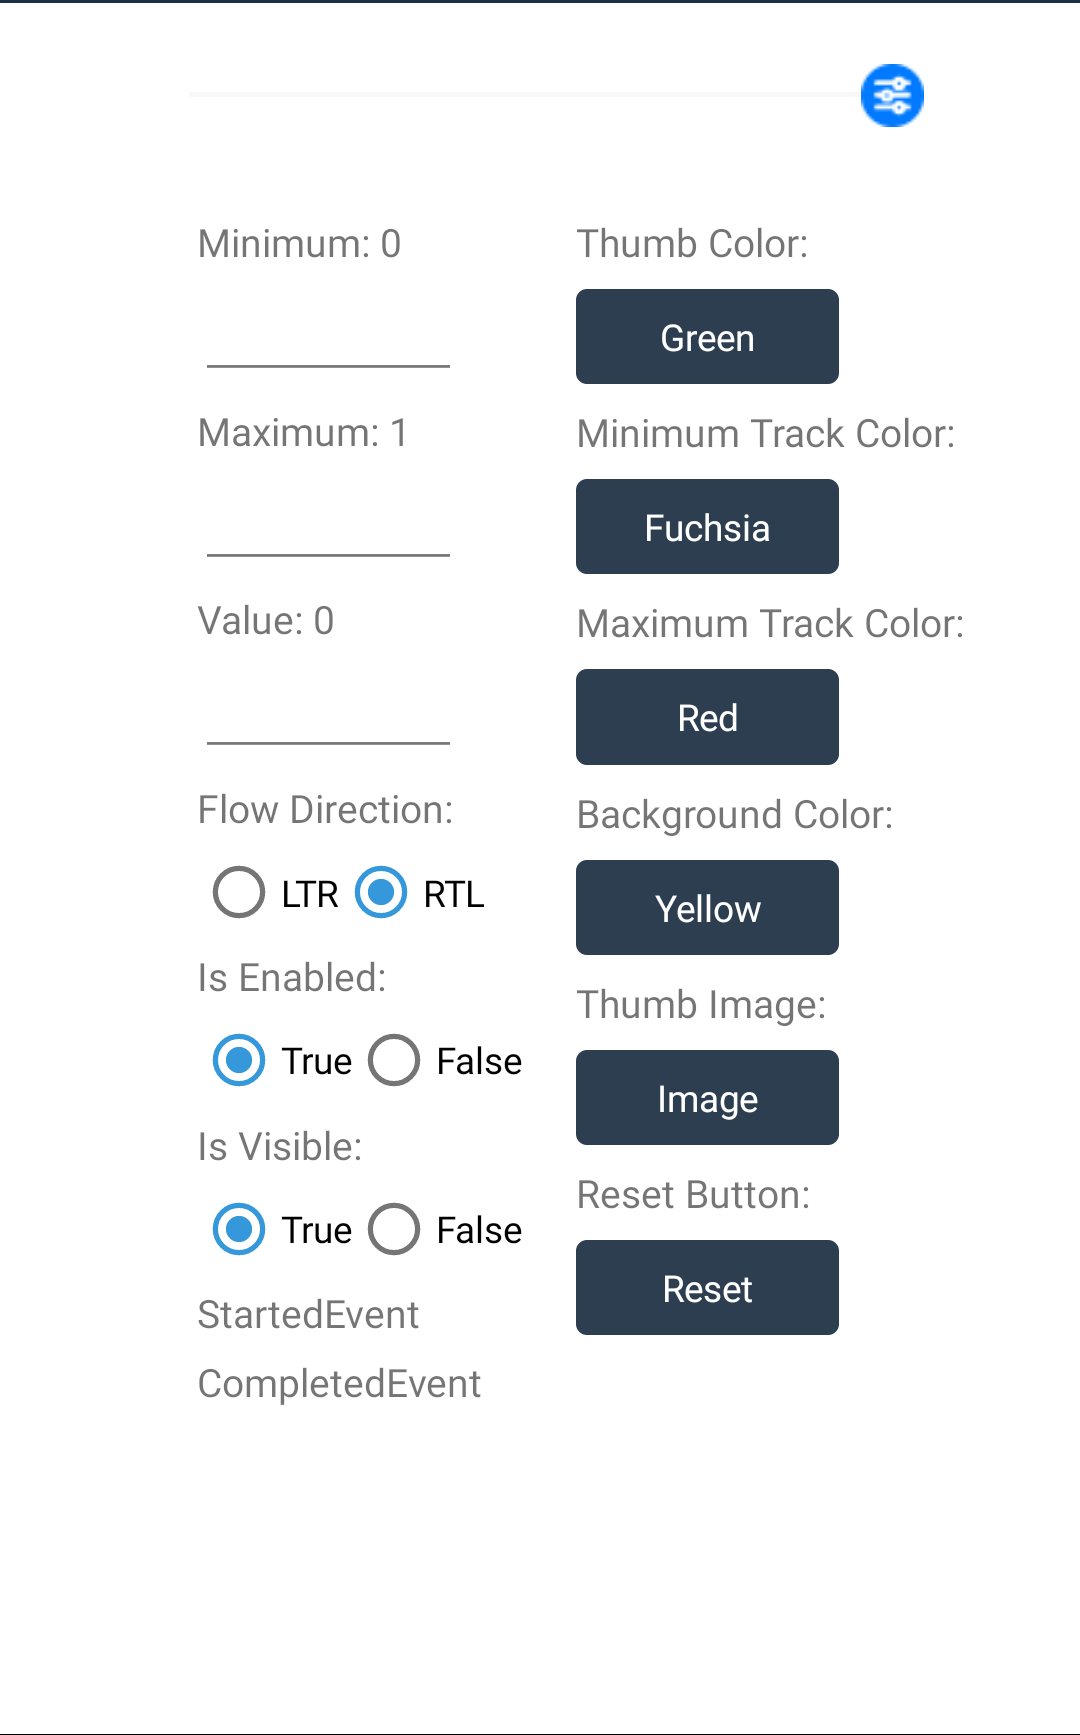 Minimum: 0
Maximum: 1
Value: 0
Flow Direction:
LTR RTL
Is Enabled:
True False
Is Visible:
True False
StartedEvent
CompletedEvent
Thumb Color:
Green
Minimum Track Color:
Fuchsia
Maximum Track Color:
Red
Background Color:
Yellow
Thumb Image:
Image
Reset Button:
Reset